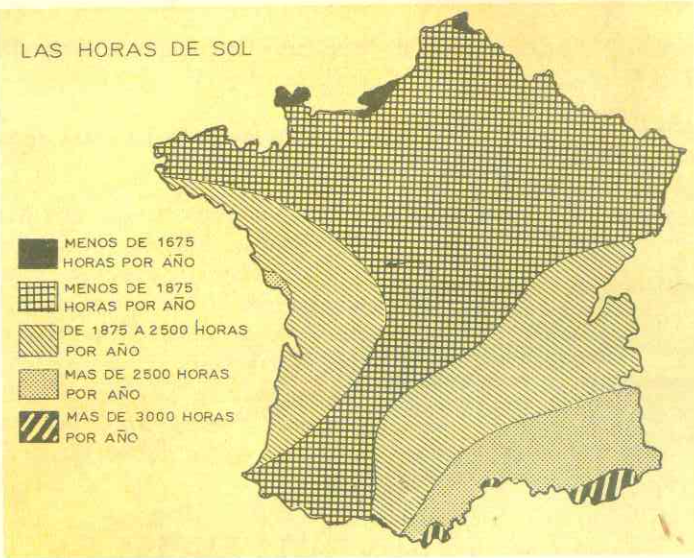 LAS HORAS DE SOL
MENOS DE 1675
HORAS POR AÑO
MENOS DE 1875
HORAS POR AÑO
DE 1875 A 2500 HORAS
POR AÑO
MAS DE 2500 HORAS
POR AÑO
MAS DE 3000 HORAS
POR AÑO